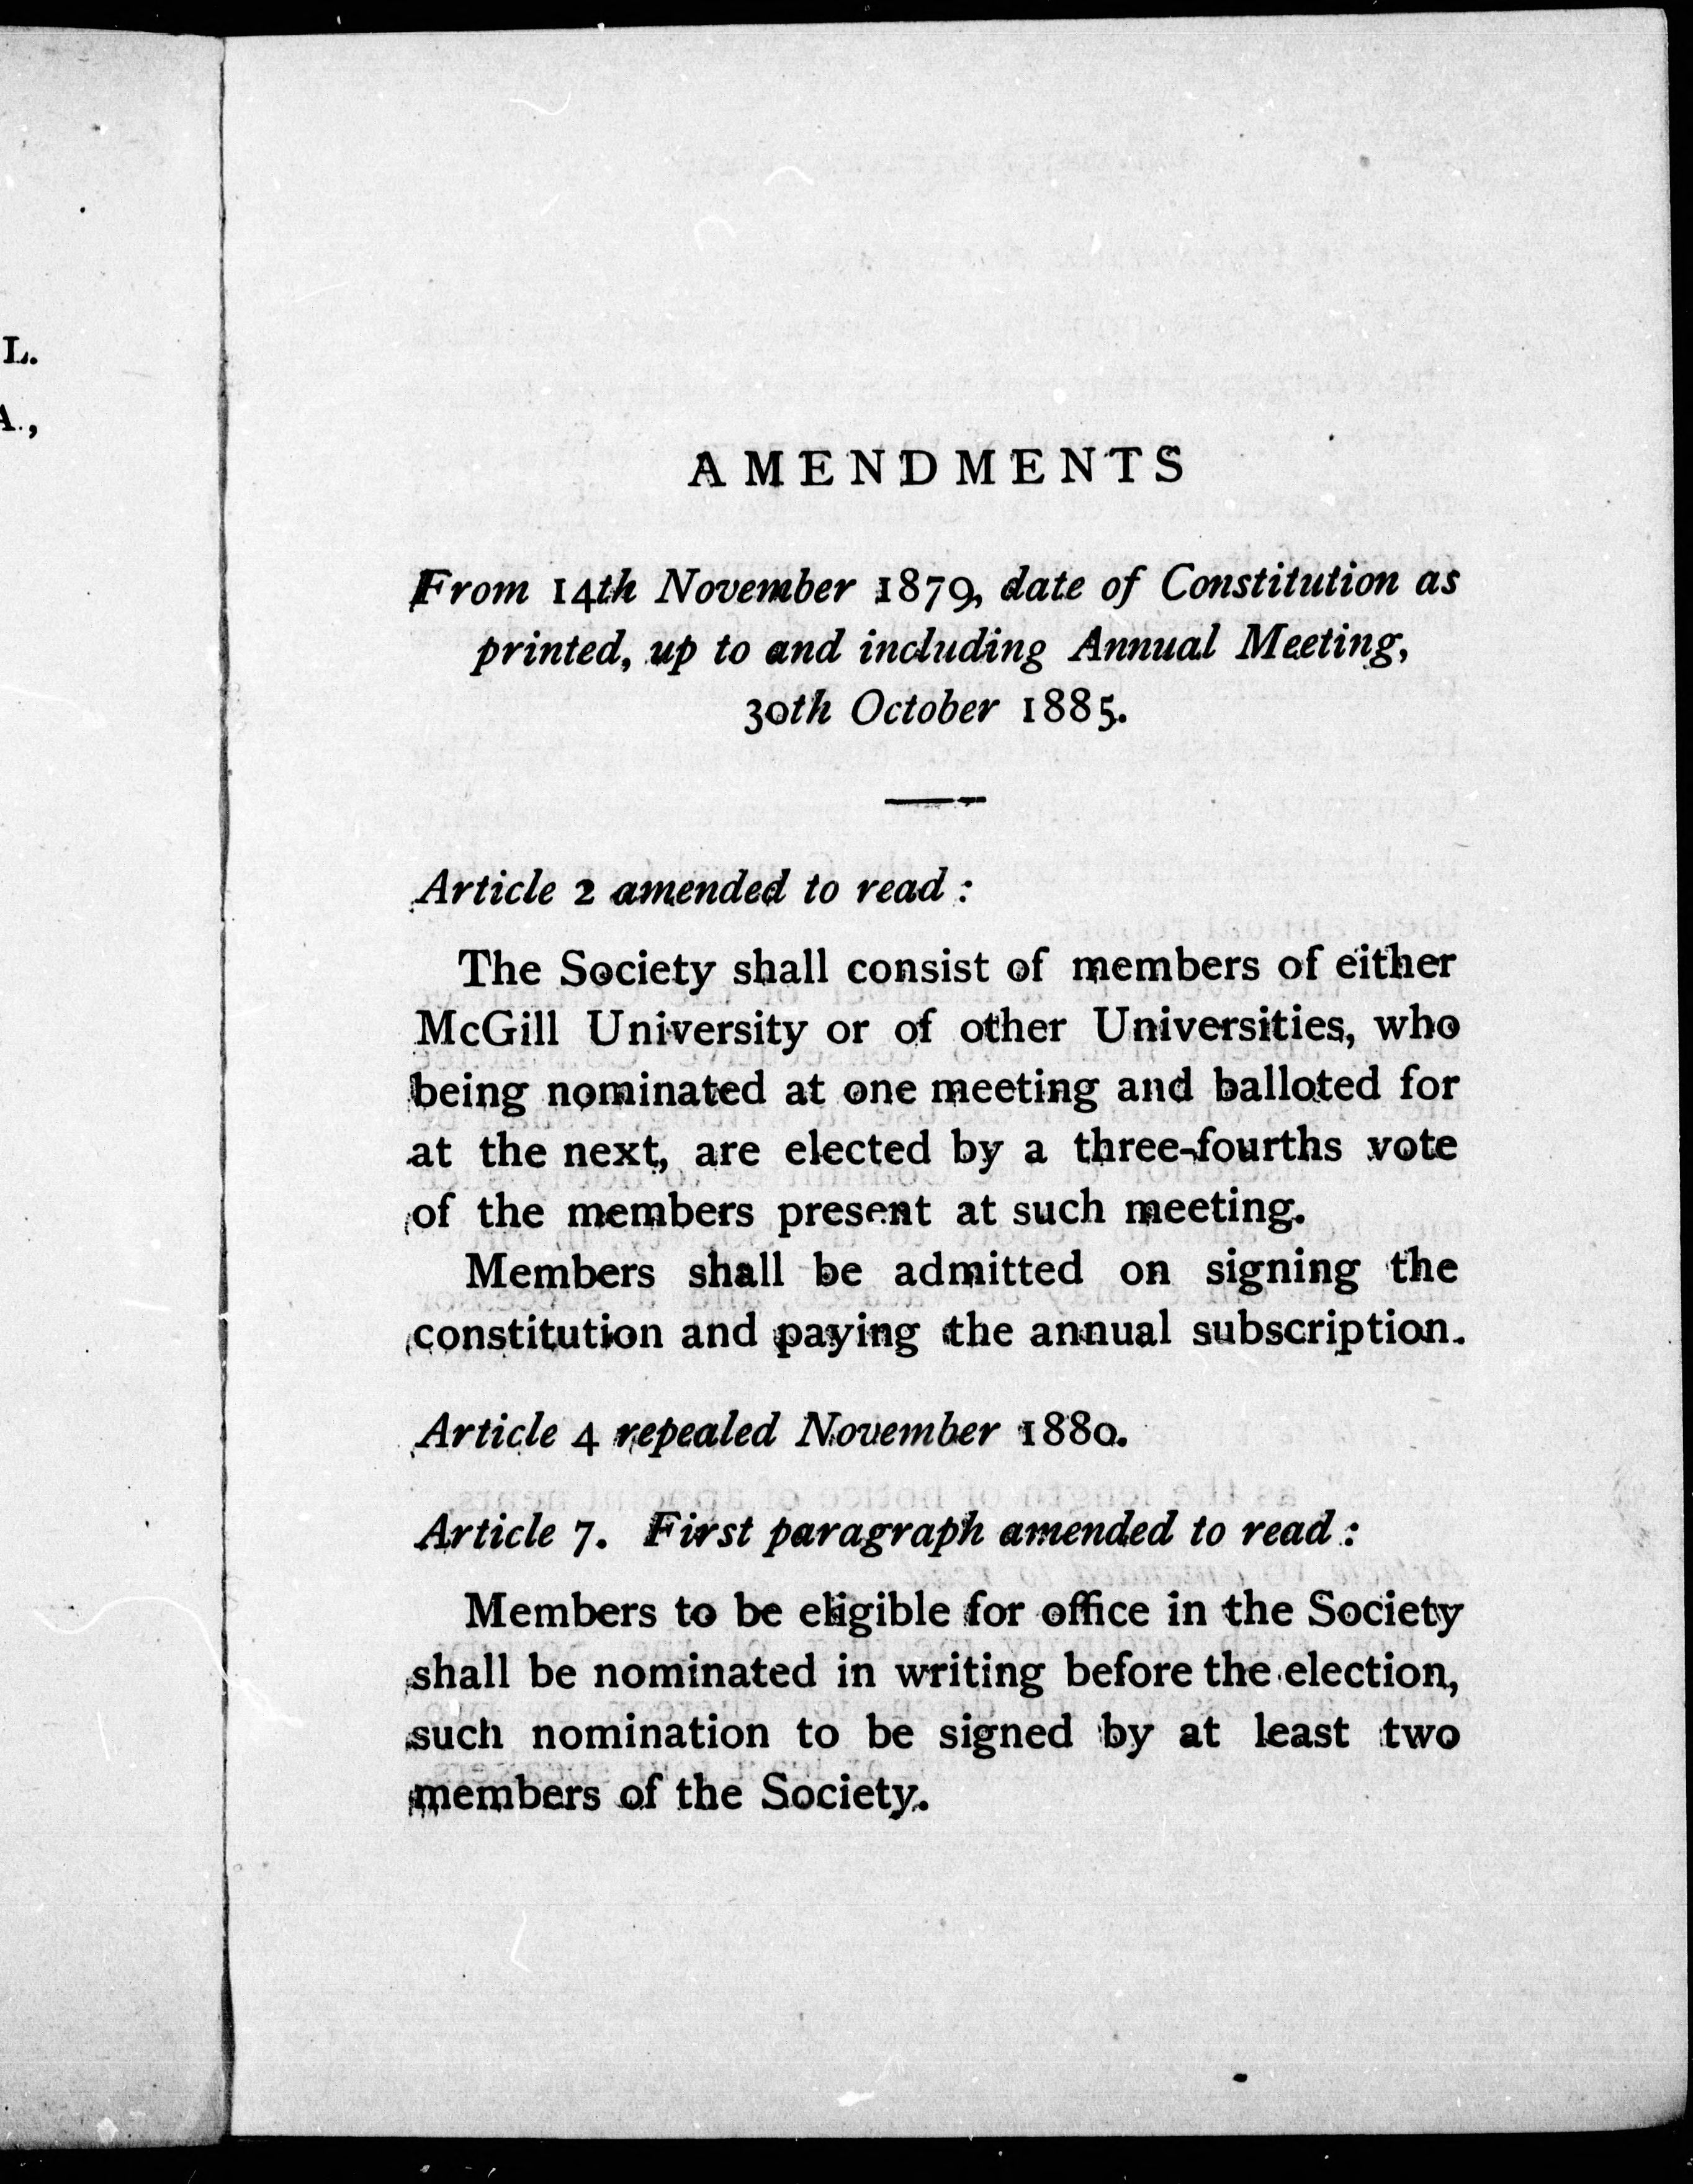 L.
A.,
AMENDMENTS
From 14th November 1879, date of Constitution as
printed, up to and including Annual Meeting,
30th October 1885.
Article 2 amended to read :
The Society shall consist of members of either
McGill University or of other Universities, who
being nominated at one meeting and balloted for
at the next, are elected by a three-fourths vote
of the members present at such meeting.
Members shall be admitted on signing the
constitution and paying the annual subscription.
Article 4 repealed November 1880.
Article 7. First paragraph amended to read :
Members to be eligible for office in the Society
shall be nominated in writing before the election,
such nomination to be signed by at least two
members of the Society.